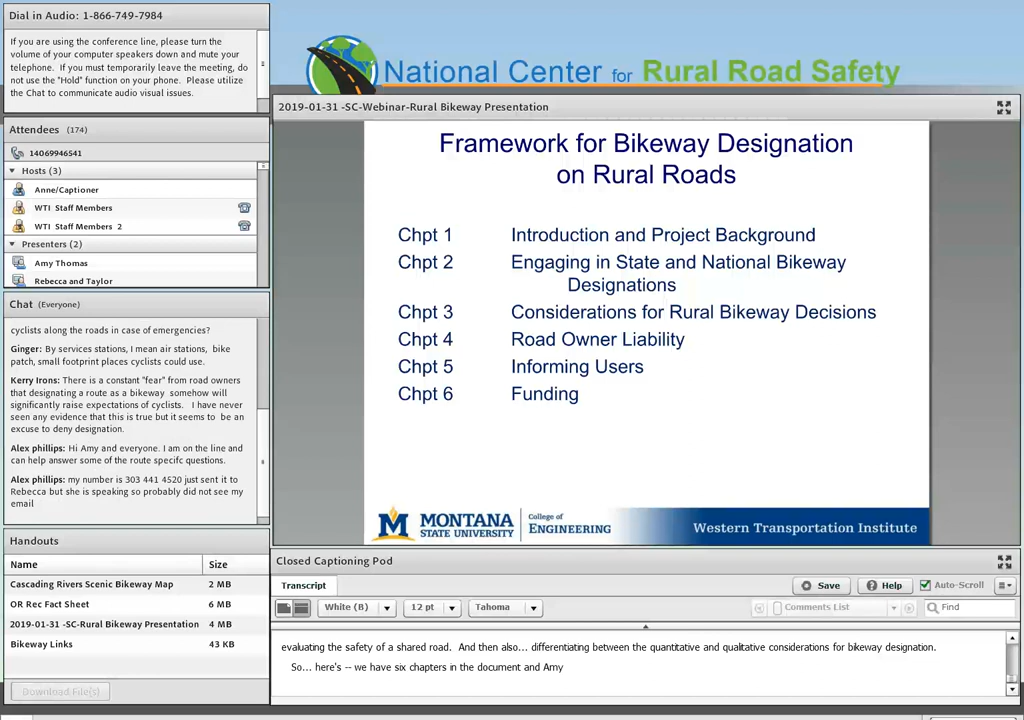 Dial in Audio: 1-866-749-7984
If you are using the conference line, please turn the
volume of your computer speakers down and mute your
telephone. If you must temporarily leave the meeting, do
not use the "Hold" function on your phone. Please utilize
the Chat to communicate audio visual issues.
Attendees (174)
14069946541
Hosts (3)
Anne/Captioner
WTI Staff Members
WTI Staff Members 2
Presenters (2)
Amy Thomas
Rebecca and Taylor
Chat (Everyone)
cyclists along the roads in case of emergencies?
Ginger: By services stations, I mean air stations, bike
patch, small footprint places cyclists could use.
Kerry Irons: There is a constant "fear" from road owners
that designating a route as a bikeway somehow will
significantly raise expectations of cyclists. I have never
seen any evidence that this is true but it seems to be an
excuse to deny designation.
Alex phillips: Hi Amy and everyone. I am on the line and
can help answer some of the route specifc questions.
Alex phillips: my number is 303 441 4520 just sent it to
Rebecca but she is speaking so probably did not see my
email
Handouts
Name Size
Cascading Rivers Scenic Bikeway Map 2 MB
OR Rec Fact Sheet 6 MB
2019-01-31 -SC-Rural Bikeway Presentation 4 MB
Bikeway Links 43 KB
Download File(s)
National Center for Rural Road Safety
2019-01-31 -SC-Webinar-Rural Bikeway Presentation
Framework for Bikeway Designation
on Rural Roads
Chpt 1 Introduction and Project Background
Chpt 2 Engaging in State and National Bikeway
Designations
Chpt 3 Considerations for Rural Bikeway Decisions
Chpt 4 Road Owner Liability
Chpt 5 Informing Users
Chpt 6 Funding
M MONTANA
STATE UNIVERSITY
College of
ENGINEERING
Western Transportation Institute
Closed Captioning Pod
Transcript Save Help Auto-Scroll
White (B) 12 pt Tahoma Comments List Find
evaluating the safety of a shared road. And then also... differentiating between the quantitative and qualitative considerations for bikeway designation.
So... here's -- we have six chapters in the document and Amy